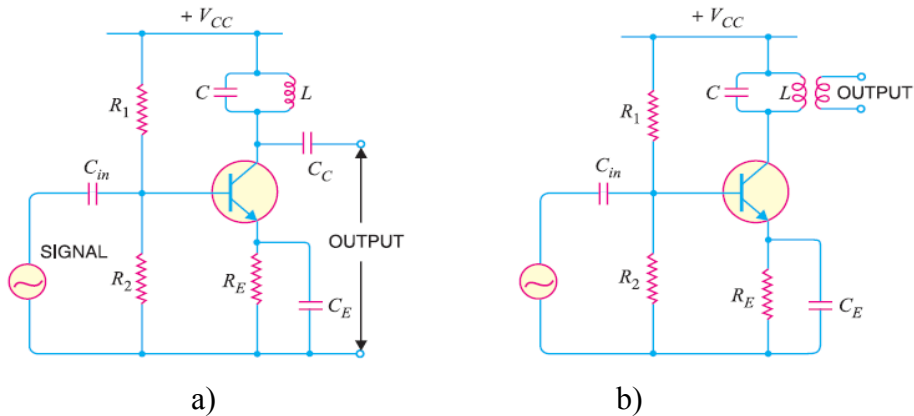 + V_CC
C
L
R_1
C_in
C_C
SIGNAL
OUTPUT
R_2
R_E
C_E
a)
+ V_CC
C
L
OUTPUT
R_1
C_in
R_2
R_E
C_E
b)